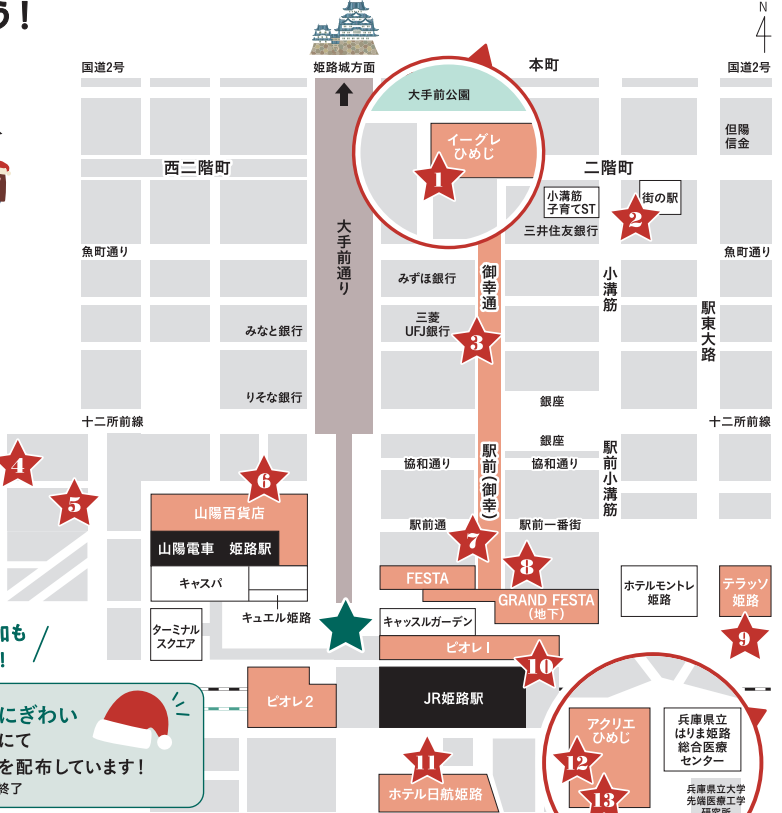 う!
N
姫路城方面
国道2号
本町
国道2号
大手前公園
イーグレ
ひめじ
1
但陽
信金
西二階町
二階町
小溝筋
子育てST
街の駅
2
三井住友銀行
大手前通り
魚町通り
魚町通り
みずほ銀行
御幸通
小溝筋
駅東大路
みなと銀行
三菱
UFJ銀行
3
りそな銀行
銀座
十二所前線
十二所前線
銀座
協和通り
協和通り
駅前(御幸)
駅前小溝筋
4
5
6
山陽百貨店
山陽電車 姫路駅
キャスパ
キュエル姫路
ターミナル
スクエア
駅前通
7
駅前一番街
8
FESTA
GRAND FESTA
(地下)
キャッスルガーデン
ホテルモントレ
姫路
テラッソ
姫路
9
ピオレ1
10
ピオレ2
JR姫路駅
加も
!
にぎわい
にて
を配布しています!
終了
11
ホテル日航姫路
アクリエ
ひめじ
12
13
兵庫県立
はりま姫路
総合医療
センター
兵庫県立大学
先端医療工学
研究所